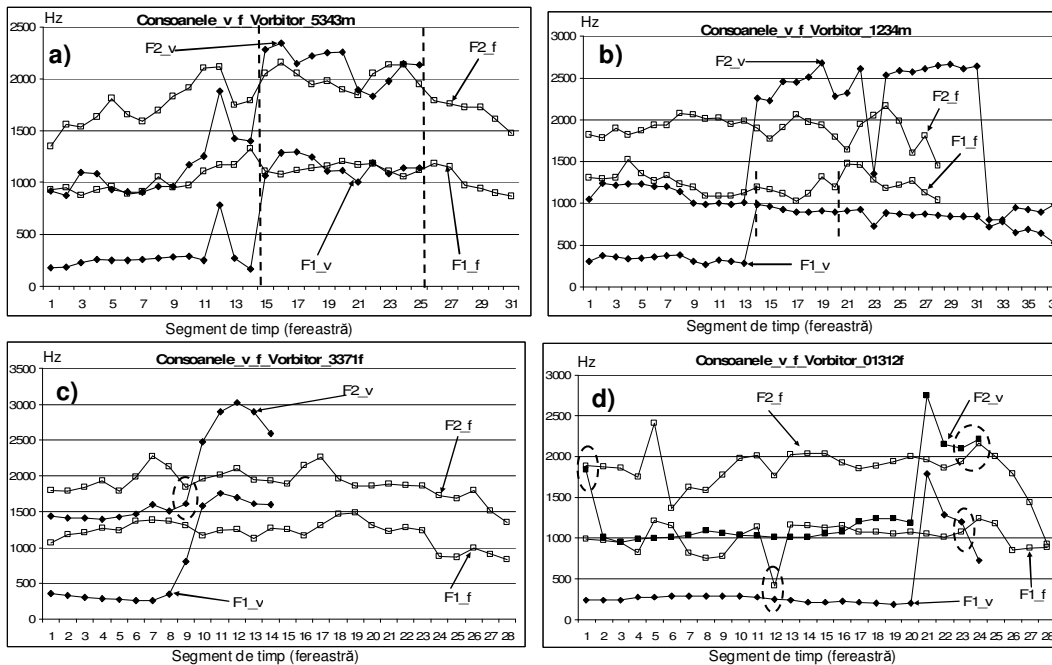 Hz
Consoanele_v_f_Vorbitor_5343m
a)
F2_v
F2_f
F1_v
F1_f
2500
2000
1500
1000
500
0
1 3 5 7 9 11 13 15 17 19 21 23 25 27 29 31
Segment de timp (fereastră)
Hz
Consoanele_v_f_Vorbitor_1234m
b)
F2_v
F2_f
F1_f
F1_v
3000
2500
2000
1500
1000
500
0
1 3 5 7 9 11 13 15 17 19 21 23 25 27 29 31 33 35 3
Segment de timp (fereastră)
Hz
Consoanele_v_f_Vorbitor_3371f
c)
F2_v
F2_f
F1_v
F1_f
3500
3000
2500
2000
1500
1000
500
0
1 2 3 4 5 6 7 8 9 10 11 12 13 14 15 16 17 18 19 20 21 22 23 24 25 26 27 28
Segment de timp (fereastră)
Hz
Consoanele_v_f_Vorbitor_01312f
d)
F2_f
F2_v
F1_v
F1_f
3000
2500
2000
1500
1000
500
0
1 2 3 4 5 6 7 8 9 10 11 12 13 14 15 16 17 18 19 20 21 22 23 24 25 26 27 28
Segment de timp (fereastră)